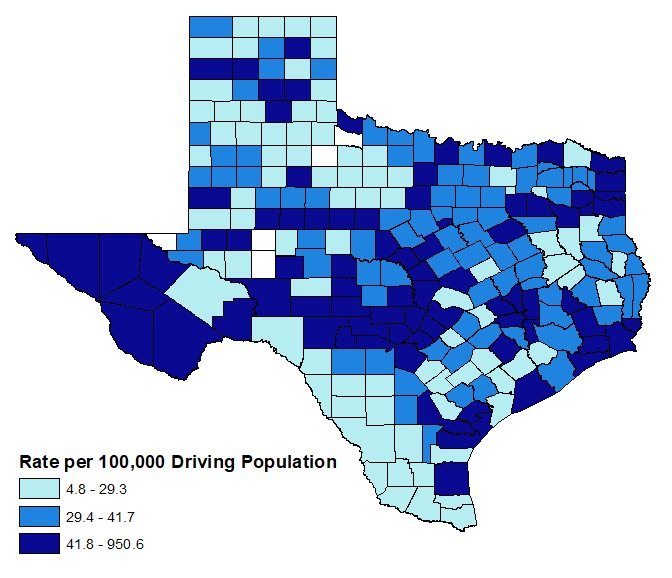 Rate per 100,000 Driving Population
4.8 - 29.3
29.4 - 41.7
41.8 - 950.6